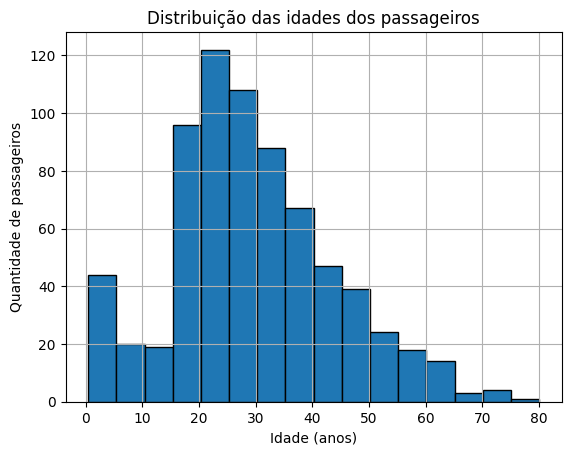 Distribuição das idades dos passageiros
Quantidade de passageiros
120
100
80
60
40
20
0
0 10 20 30 40 50 60 70 80
Idade (anos)